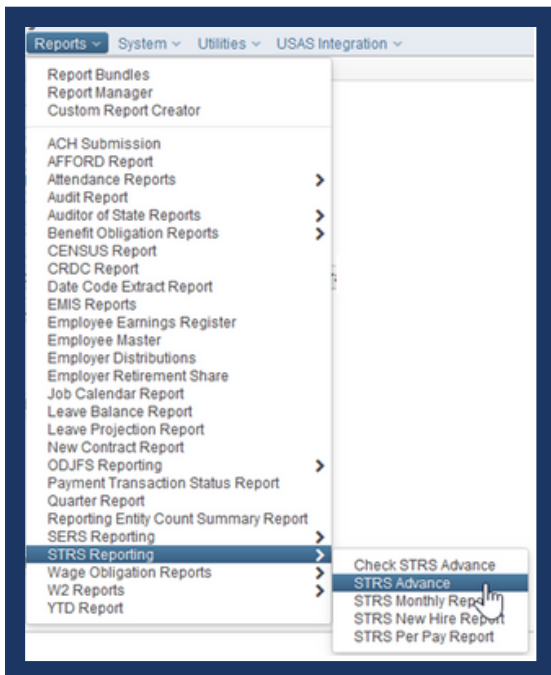 Reports System Utilities USAS Integration
Report Bundles
Report Manager
Custom Report Creator
ACH Submission
AFFORD Report
Attendance Reports
Audit Report
Auditor of State Reports
Benefit Obligation Reports
CENSUS Report
CRDC Report
Date Code Extract Report
EMIS Reports
Employee Earnings Register
Employee Master
Employer Distributions
Employer Retirement Share
Job Calendar Report
Leave Balance Report
Leave Projection Report
New Contract Report
ODJFS Reporting
Payment Transaction Status Report
Quarter Report
Reporting Entity Count Summary Report
SERS Reporting
STRS Reporting
Wage Obligation Reports
W2 Reports
YTD Report
Check STRS Advance
STRS Advance
STRS Monthly Report
STRS New Hire Report
STRS Per Pay Report